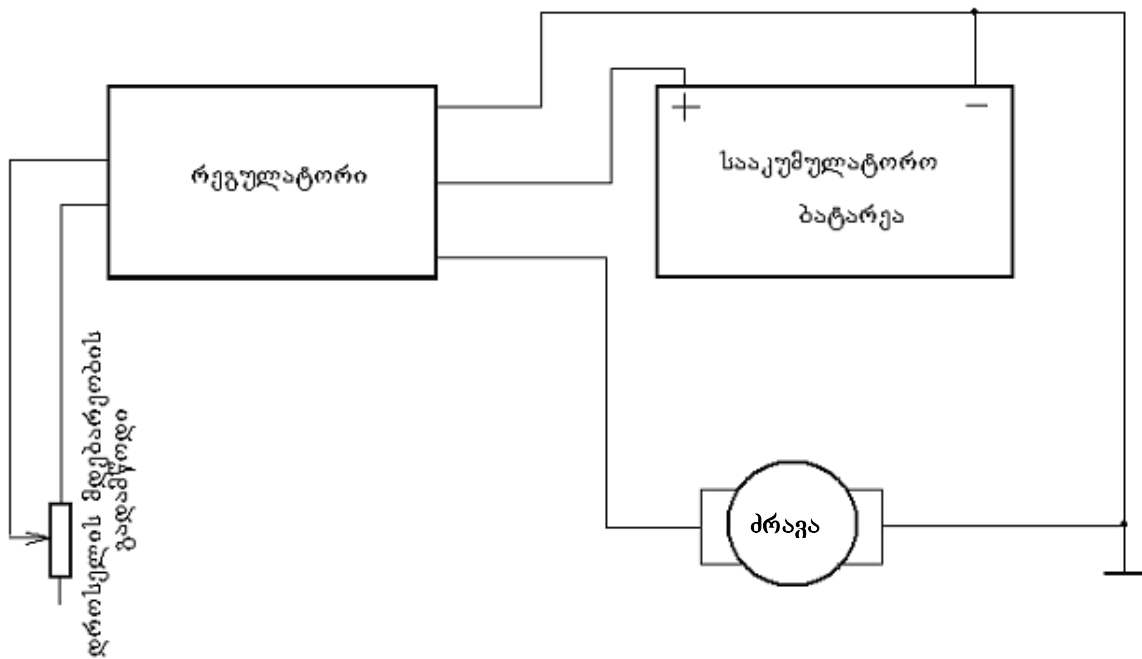 რეგულატორი
+
−
სააკუმულატორო
ბატარეა
დროსელის მდებარეობის
გადამწოდი
ძრავა